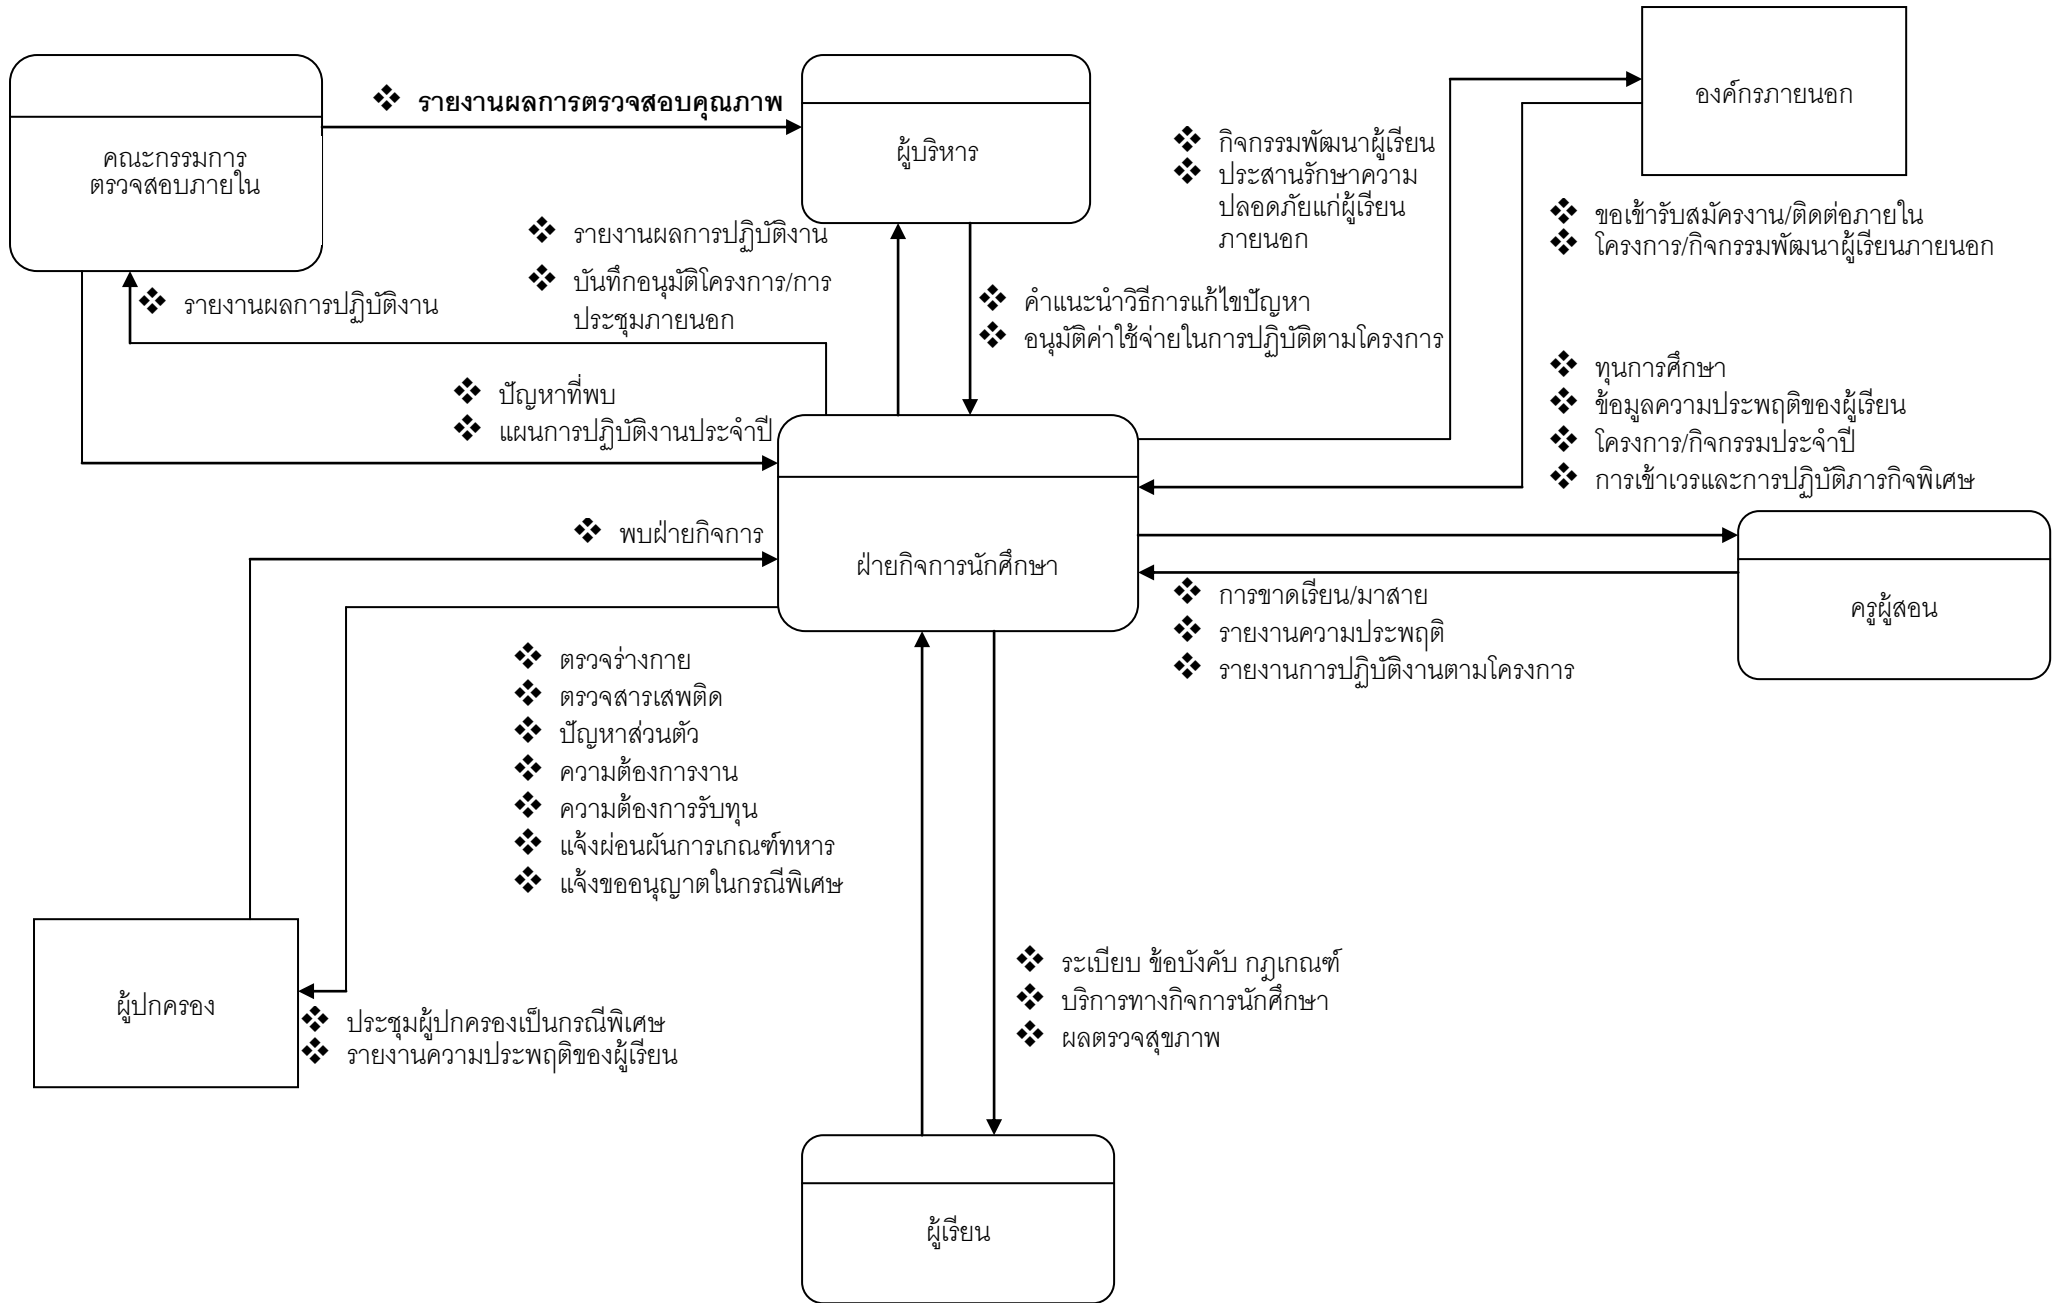 องค์กรภายนอก
❖ รายงานผลการตรวจสอบคุณภาพ
คณะกรรมการ
ตรวจสอบภายใน
ผู้บริหาร
❖ กิจกรรมพัฒนาผู้เรียน
❖ ประสานรักษาความ
ปลอดภัยแก่ผู้เรียน
ภายนอก
❖ ขอเข้ารับสมัครงาน/ติดต่อภายใน
❖ โครงการ/กิจกรรมพัฒนาผู้เรียนภายนอก
❖ รายงานผลการปฏิบัติงาน
❖ บันทึกอนุมัติโครงการ/การ
ประชุมภายนอก
❖ รายงานผลการปฏิบัติงาน
❖ คำแนะนำวิธีการแก้ไขปัญหา
❖ อนุมัติค่าใช้จ่ายในการปฏิบัติตามโครงการ
❖ ทุนการศึกษา
❖ ข้อมูลความประพฤติของผู้เรียน
❖ โครงการ/กิจกรรมประจำปี
❖ การเข้าเวรและการปฏิบัติภารกิจพิเศษ
❖ ปัญหาที่พบ
❖ แผนการปฏิบัติงานประจำปี
❖ พบฝ่ายกิจการ
ฝ่ายกิจการนักศึกษา
ครูผู้สอน
❖ การขาดเรียน/มาสาย
❖ รายงานความประพฤติ
❖ รายงานการปฏิบัติงานตามโครงการ
❖ ตรวจร่างกาย
❖ ตรวจสารเสพติด
❖ ปัญหาส่วนตัว
❖ ความต้องการงาน
❖ ความต้องการรับทุน
❖ แจ้งผ่อนผันการเกณฑ์ทหาร
❖ แจ้งขออนุญาตในกรณีพิเศษ
ผู้ปกครอง
❖ ประชุมผู้ปกครองเป็นกรณีพิเศษ
❖ รายงานความประพฤติของผู้เรียน
❖ ระเบียบ ข้อบังคับ กฎเกณฑ์
❖ บริการทางกิจการนักศึกษา
❖ ผลตรวจสุขภาพ
ผู้เรียน